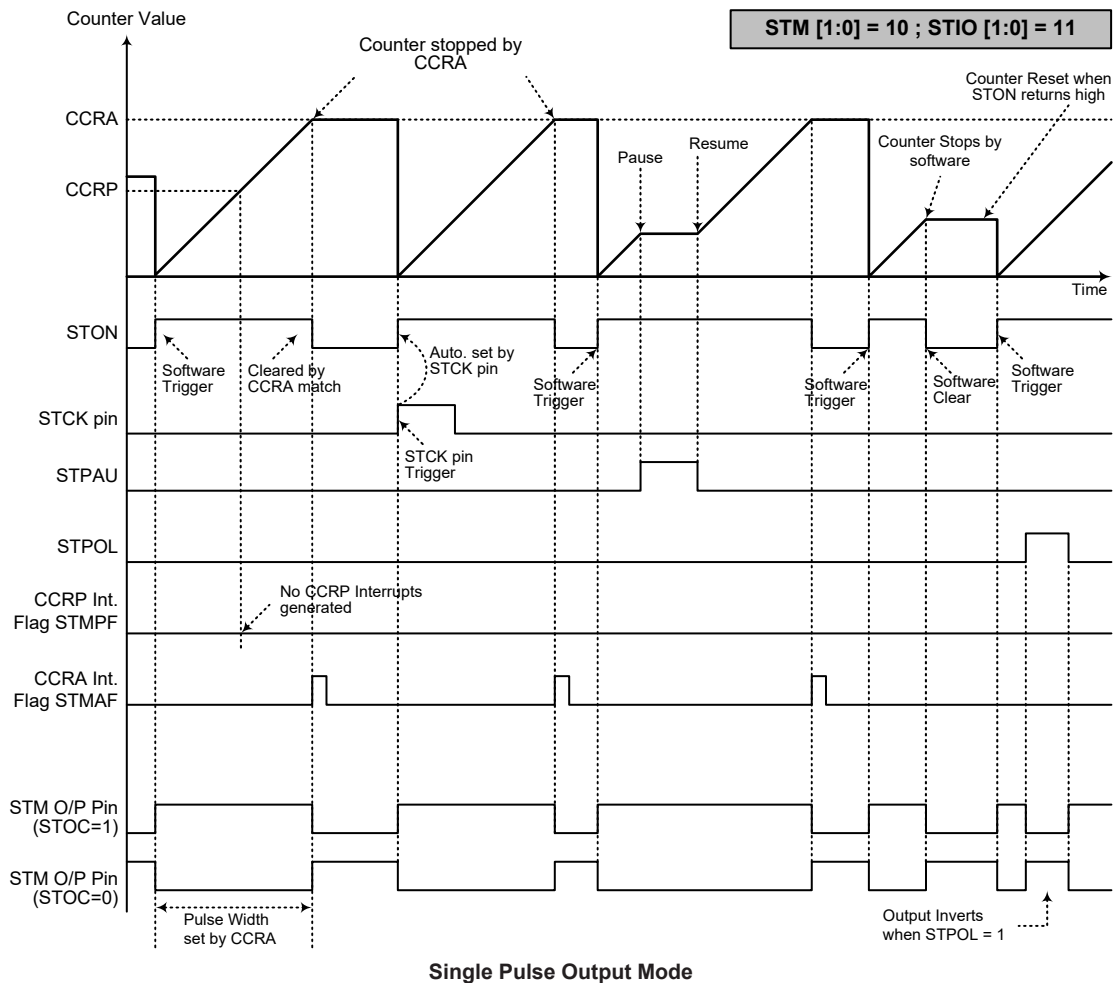 Counter Value
STM [1:0] = 10 ; STIO [1:0] = 11
Counter stopped by
CCRA
Counter Reset when
STON returns high
CCRA
Pause
Resume
Counter Stops by
software
CCRP
Time
STON
Software
Trigger
Cleared by
CCRA match
Auto. set by
STCK pin
Software
Trigger
Software
Trigger
Software
Clear
Software
Trigger
STCK pin
STCK pin
Trigger
STPAU
STPOL
CCRP Int.
Flag STMPF
No CCRP Interrupts
generated
CCRA Int.
Flag STMAF
STM O/P Pin
(STOC=1)
STM O/P Pin
(STOC=0)
Pulse Width
set by CCRA
Output Inverts
when STPOL = 1
Single Pulse Output Mode